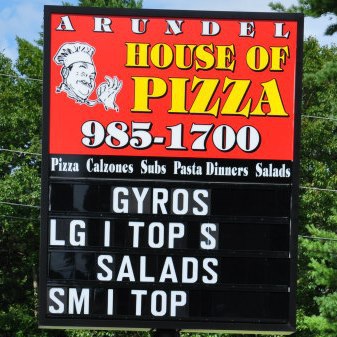 ARUNDEL
HOUSE OF
PIZZA
985-1700
Pizza Calzones Subs Pasta Dinners Salads
GYROS
LG 1 TOP $
SALADS
SM 1 TOP